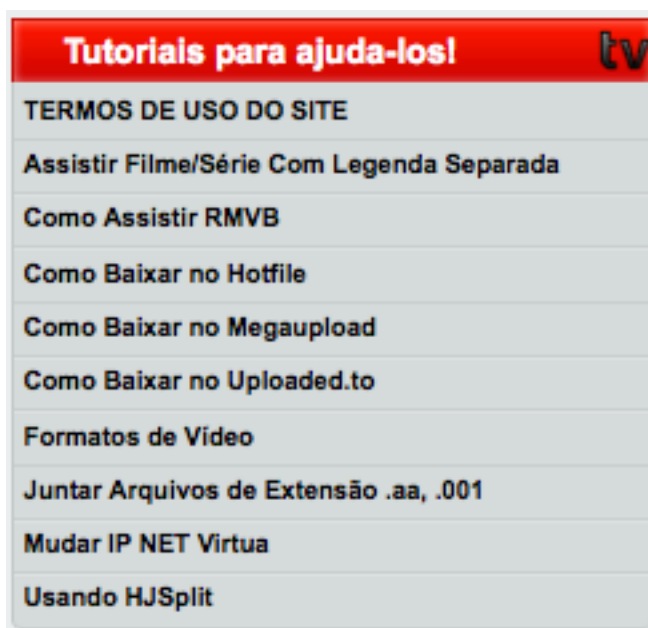 Tutoriais para ajuda-los!
tv
TERMOS DE USO DO SITE
Assistir Filme/Série Com Legenda Separada
Como Assistir RMVB
Como Baixar no Hotfile
Como Baixar no Megaupload
Como Baixar no Uploaded.to
Formatos de Vídeo
Juntar Arquivos de Extensão .aa, .001
Mudar IP NET Virtua
Usando HJSplit